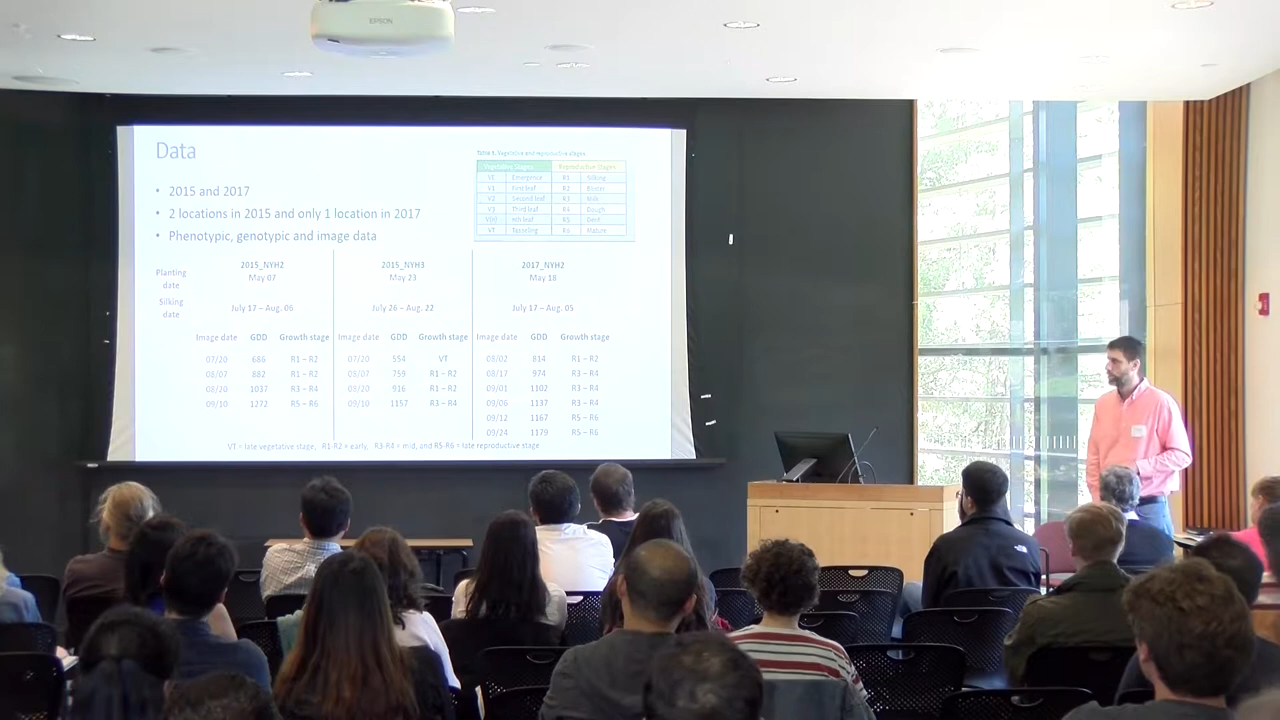 EPSON
Data
• 2015 and 2017
• 2 locations in 2015 and only 1 location in 2017
• Phenotypic, genotypic and image data
Table 1. Vegetative and reproductive stages
Vegetative Stages Reproductive Stages
VE Emergence R1 Silking
V1 First leaf R2 Blister
V2 Second leaf R3 Milk
V3 Third leaf R4 Dough
V(n) nth leaf R5 Dent
VT Tasseling R6 Mature
2015_NYH2 2015_NYH3 2017_NYH2
Planting date May 07 May 23 May 18
Silking date July 17 – Aug. 06 July 26 – Aug. 22 July 17 – Aug. 05
Image date GDD Growth stage Image date GDD Growth stage Image date GDD Growth stage
07/20 686 R1 – R2 07/20 554 VT 08/02 814 R1 – R2
08/07 882 R1 – R2 08/07 759 R1 – R2 08/17 974 R3 – R4
08/20 1037 R3 – R4 08/20 916 R1 – R2 09/01 1102 R3 – R4
09/10 1272 R5 – R6 09/10 1157 R3 – R4 09/06 1137 R3 – R4
09/12 1167 R5 – R6
09/24 1179 R5 – R6
VT = late vegetative stage, R1-R2 = early, R3-R4 = mid, and R5-R6 = late reproductive stage